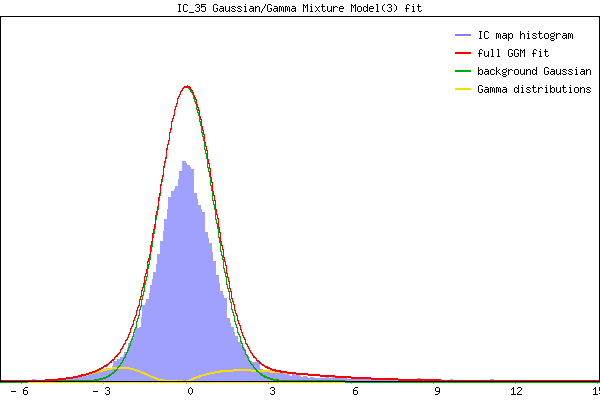 IC_35 Gaussian/Gamma Mixture Model(3) fit
IC map histogram
full GGM fit
background Gaussian
Gamma distributions
-6 -3 0 3 6 9 12 15